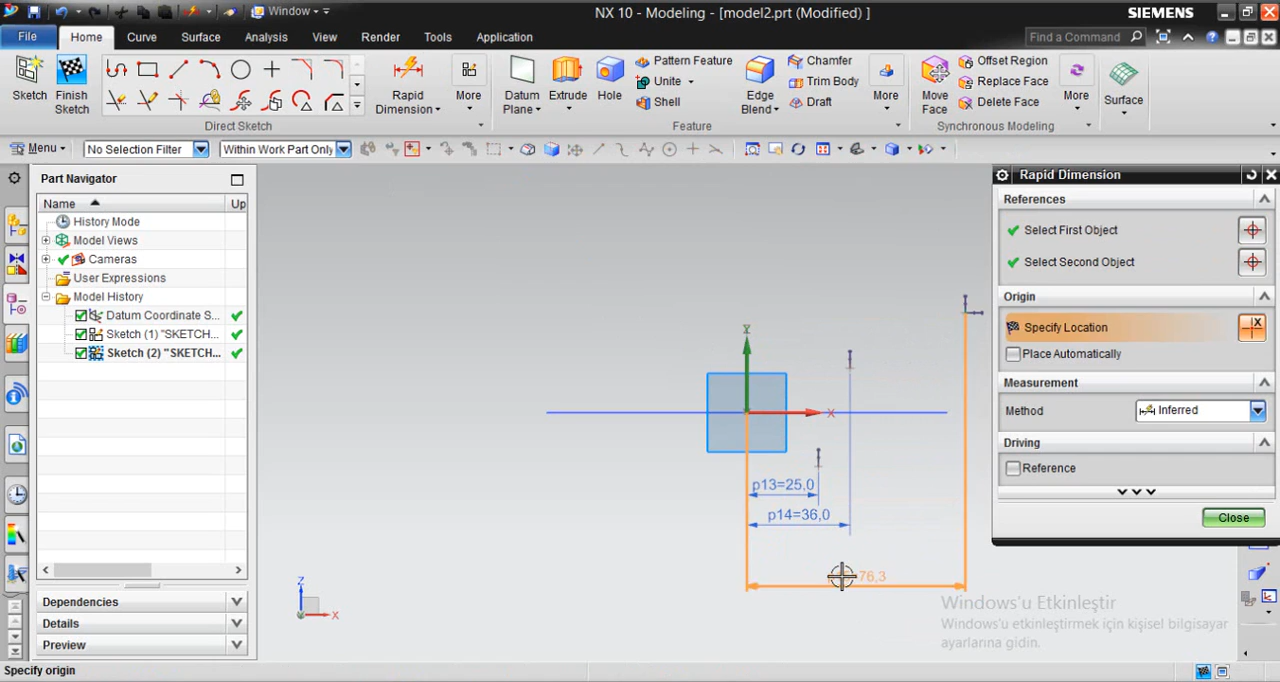 Window
NX 10 - Modeling - [model2.prt (Modified) ]
SIEMENS
File
Home
Curve
Surface
Analysis
View
Render
Tools
Application
Find a Command
Sketch
Finish
Sketch
Rapid
Dimension
More
Direct Sketch
Datum
Plane
Extrude
Hole
Pattern Feature
Unite
Shell
Edge
Blend
Chamfer
Trim Body
Draft
More
Feature
Move
Face
Offset Region
Replace Face
Delete Face
More
Synchronous Modeling
Surface
Menu
No Selection Filter
Within Work Part Only
Part Navigator
Name
Up
History Mode
Model Views
Cameras
User Expressions
Model History
Datum Coordinate S...
Sketch (1) "SKETCH...
Sketch (2) "SKETCH...
Dependencies
Details
Preview
Y
X
p13=25,0
p14=36,0
76,3
Z
X
Rapid Dimension
References
Select First Object
Select Second Object
Origin
Specify Location
Place Automatically
Measurement
Method
Inferred
Driving
Reference
Close
Windows'u Etkinleştir
Windows'u etkinleştirmek için kişisel bilgisayar
ayarlarına gidin.
Specify origin